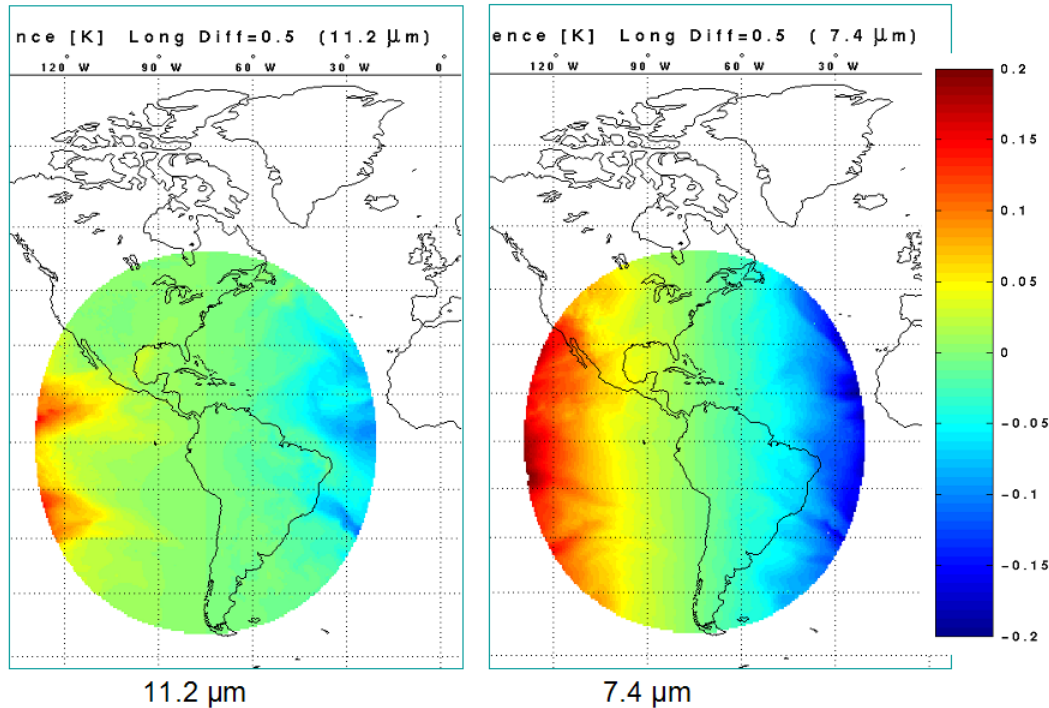 nce [K] Long Diff=0.5 (11.2 μm)
120° W 90° W 60° W 30° W 0°
ence [K] Long Diff=0.5 ( 7.4 μm)
120° W 90° W 60° W 30° W
0.2
0.15
0.1
0.05
0
-0.05
-0.1
-0.15
-0.2
11.2 μm
7.4 μm